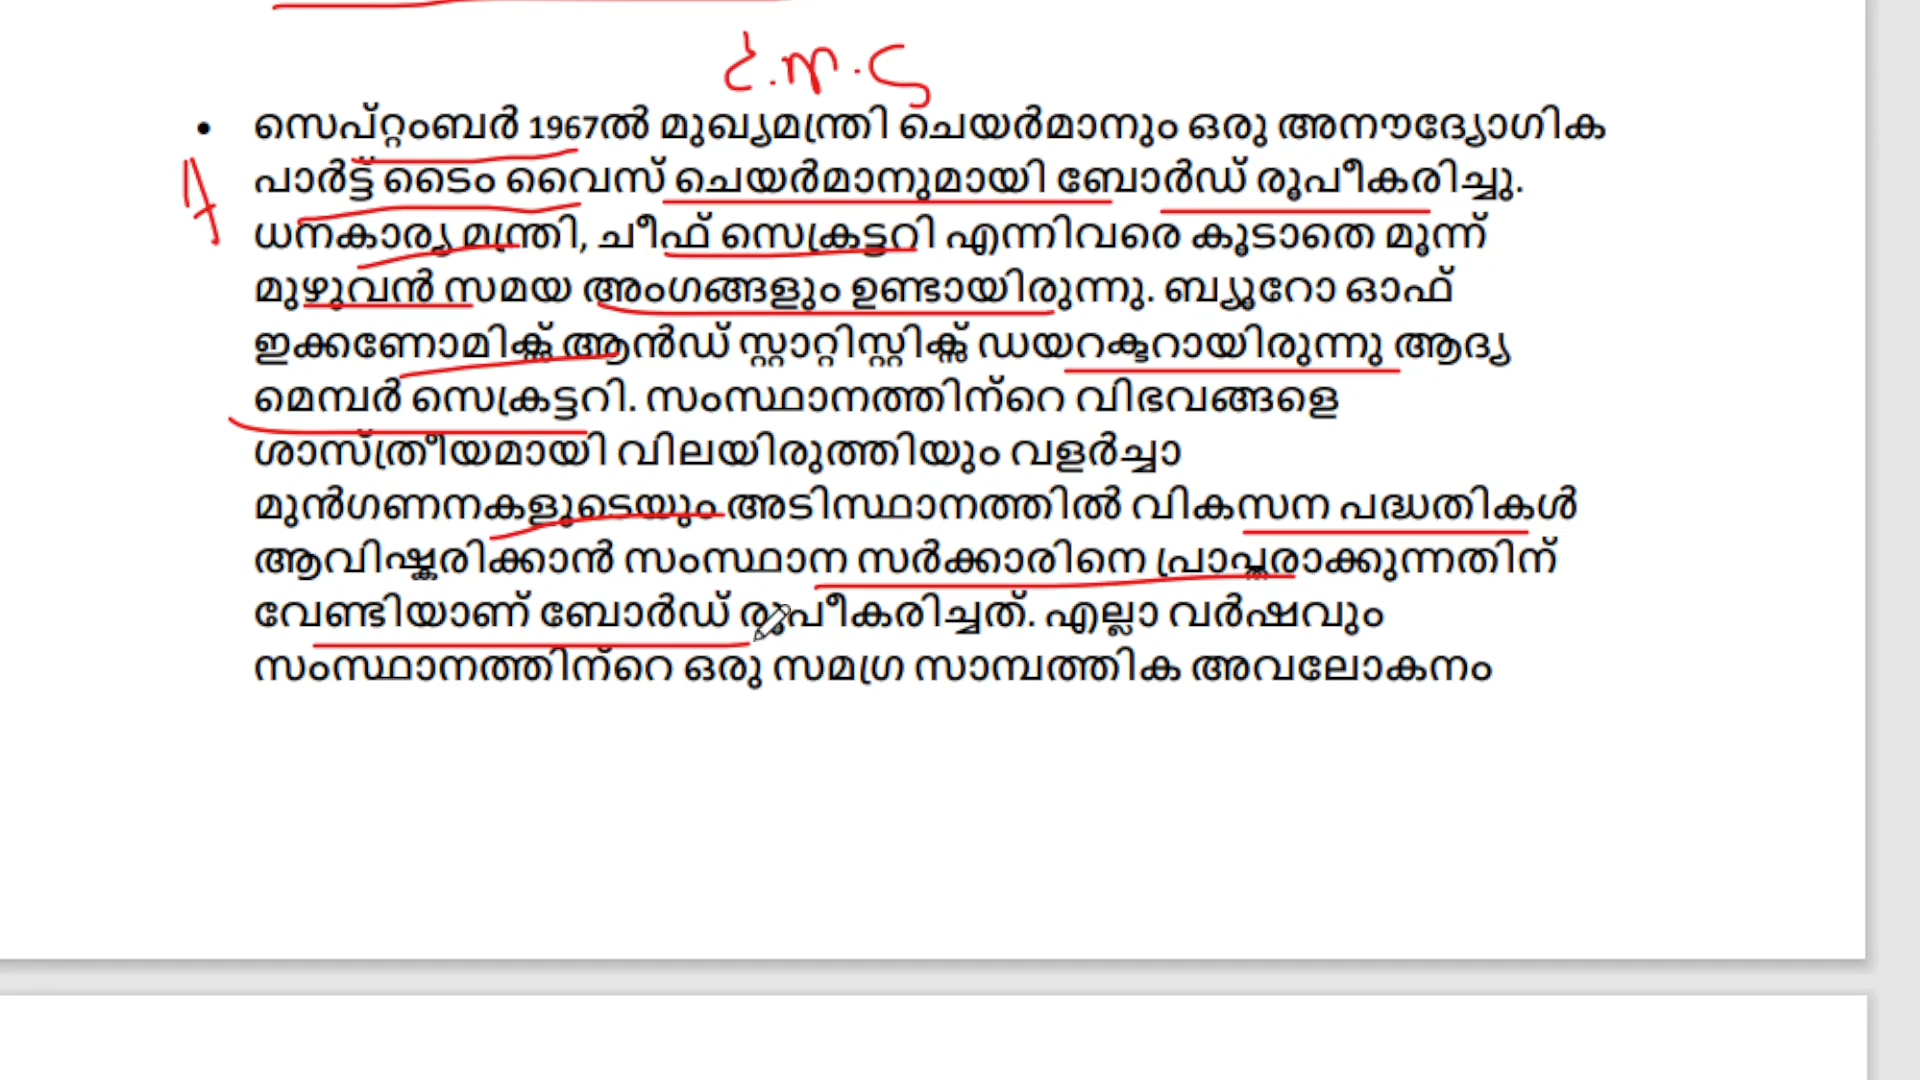 E.M.S
സെപ്റ്റംബർ 1967ൽ മുഖ്യമന്ത്രി ചെയർമാനും ഒരു അനൗദ്യോഗിക
പാർട്ട് ടൈം വൈസ് ചെയർമാനുമായി ബോർഡ് രൂപീകരിച്ചു.
ധനകാര്യ മന്ത്രി, ചീഫ് സെക്രട്ടറി എന്നിവരെ കൂടാതെ മൂന്ന്
മുഴുവൻ സമയ അംഗങ്ങളും ഉണ്ടായിരുന്നു. ബ്യൂറോ ഓഫ്
ഇക്കണോമിക്സ് ആൻഡ് സ്റ്റാറ്റിസ്റ്റിക്സ് ഡയറക്ടറായിരുന്നു ആദ്യ
മെമ്പർ സെക്രട്ടറി. സംസ്ഥാനത്തിന്റെ വിഭവങ്ങളെ
ശാസ്ത്രീയമായി വിലയിരുത്തിയും വളർച്ചാ
മുൻഗണനകളുടെയും അടിസ്ഥാനത്തിൽ വികസന പദ്ധതികൾ
ആവിഷ്കരിക്കാൻ സംസ്ഥാന സർക്കാരിനെ പ്രാപ്തരാക്കുന്നതിന്
വേണ്ടിയാണ് ബോർഡ് രൂപീകരിച്ചത്. എല്ലാ വർഷവും
സംസ്ഥാനത്തിന്റെ ഒരു സമഗ്ര സാമ്പത്തിക അവലോകനം